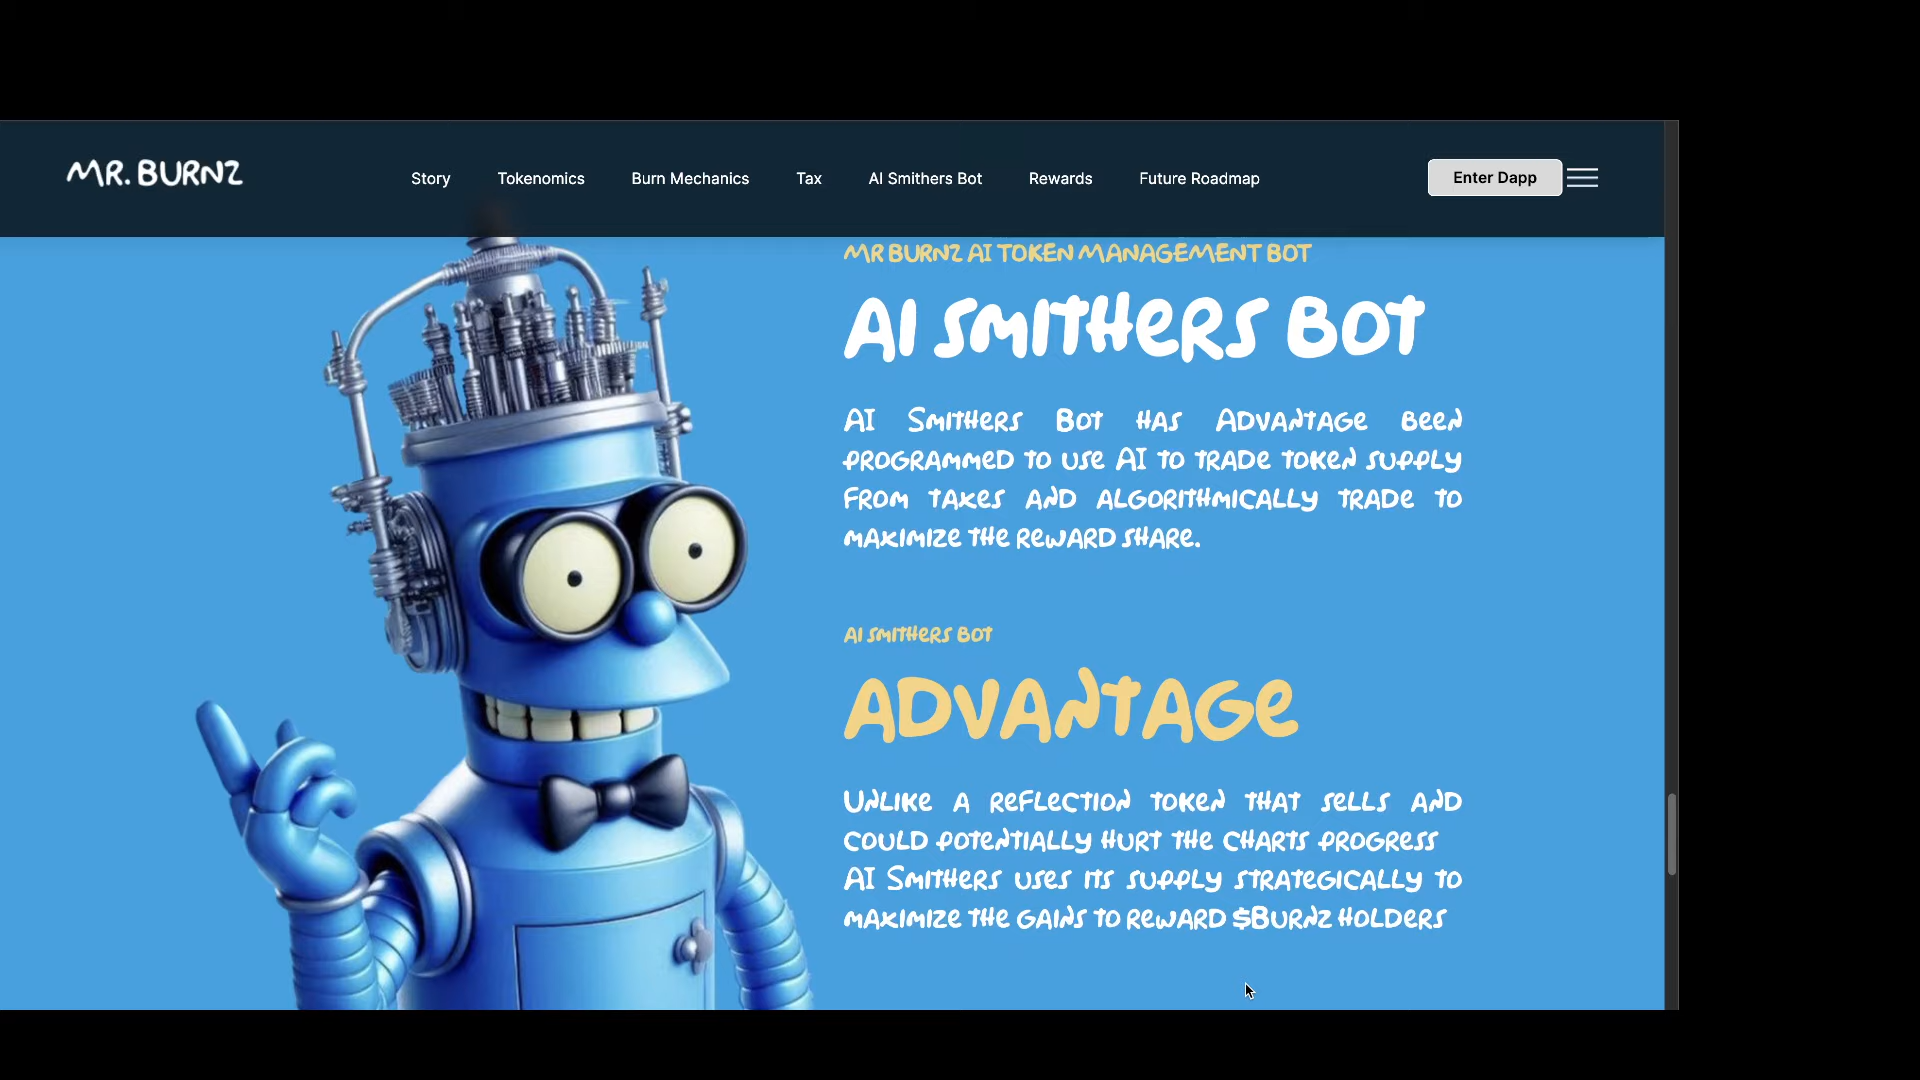 MR. BURNZ
Story
Tokenomics
Burn Mechanics
Tax
AI Smithers Bot
Rewards
Future Roadmap
Enter Dapp
MR BURNZ AI TOKEN MANAGEMENT BOT
AI SMITHERS BOT
AI SMITHERS BOT HAS ADVANTAGE BEEN
PROGRAMMED TO USE AI TO TRADE TOKEN SUPPLY
FROM TAXES AND ALGORITHMICALLY TRADE TO
MAXIMIZE THE REWARD SHARE.
AI SMITHERS BOT
ADVANTAGE
UNLIKE A REFLECTION TOKEN THAT SELLS AND
COULD POTENTIALLY HURT THE CHARTS PROGRESS
AI SMITHERS USES ITS SUPPLY STRATEGICALLY TO
MAXIMIZE THE GAINS TO REWARD $BURNZ HOLDERS